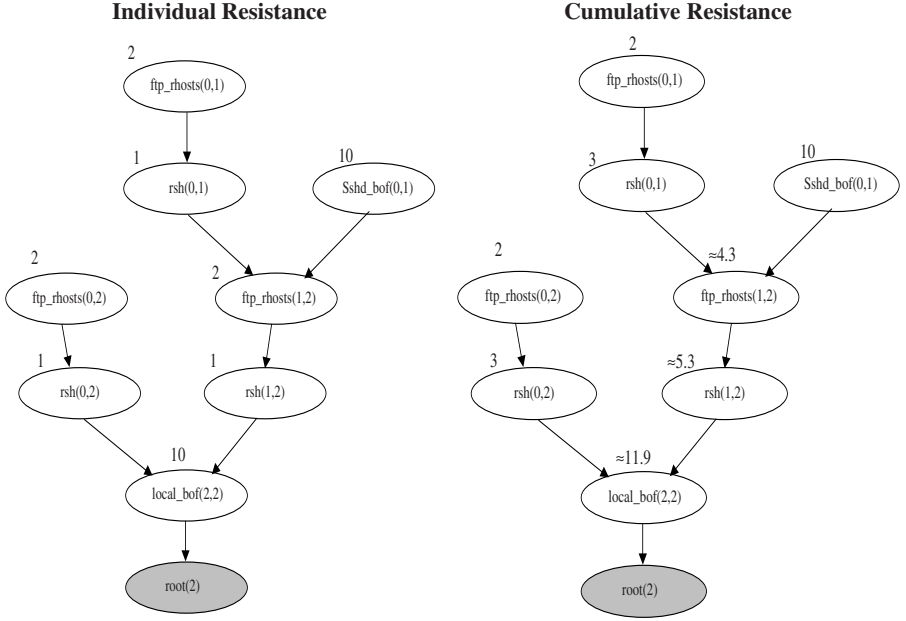 Individual Resistance
2
ftp_rhosts(0,1)
1
rsh(0,1)
10
Sshd_bof(0,1)
2
ftp_rhosts(0,2)
2
ftp_rhosts(1,2)
1
rsh(0,2)
1
rsh(1,2)
10
local_bof(2,2)
root(2)
Cumulative Resistance
2
ftp_rhosts(0,1)
3
rsh(0,1)
10
Sshd_bof(0,1)
2
ftp_rhosts(0,2)
≈4.3
ftp_rhosts(1,2)
3
rsh(0,2)
≈5.3
rsh(1,2)
≈11.9
local_bof(2,2)
root(2)